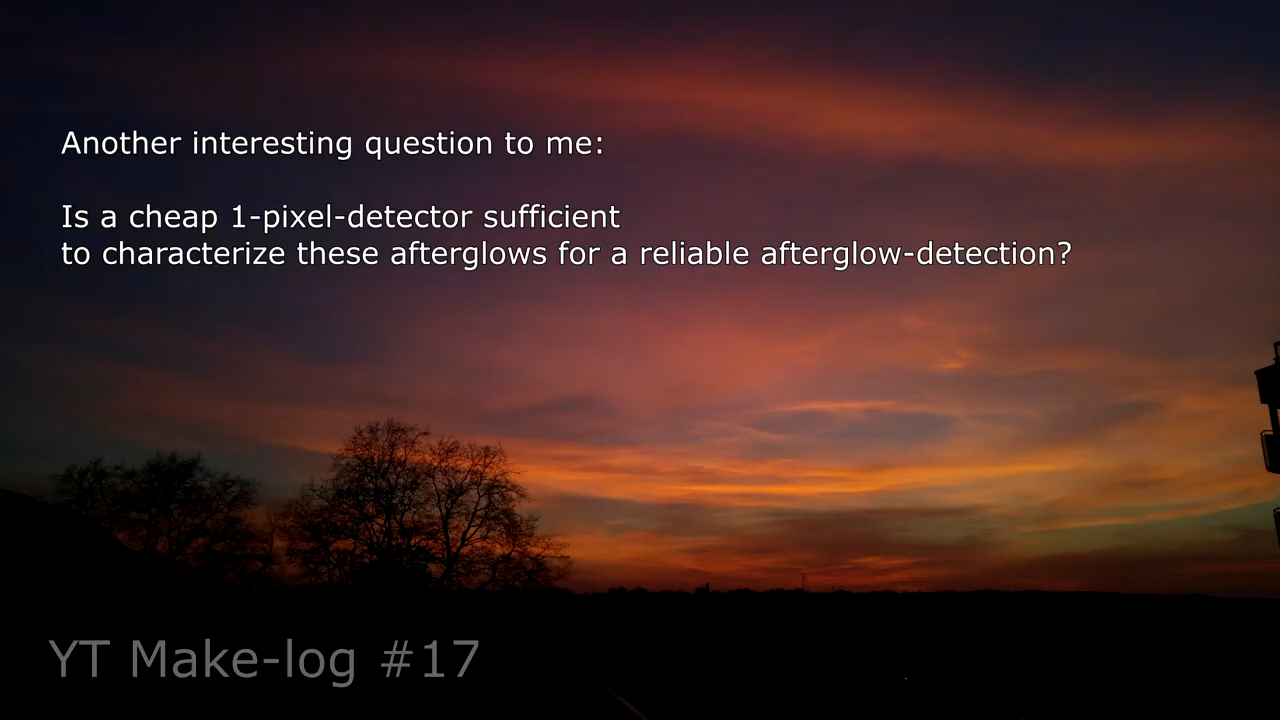 Another interesting question to me:
Is a cheap 1-pixel-detector sufficient
to characterize these afterglows for a reliable afterglow-detection?
YT Make-log #17